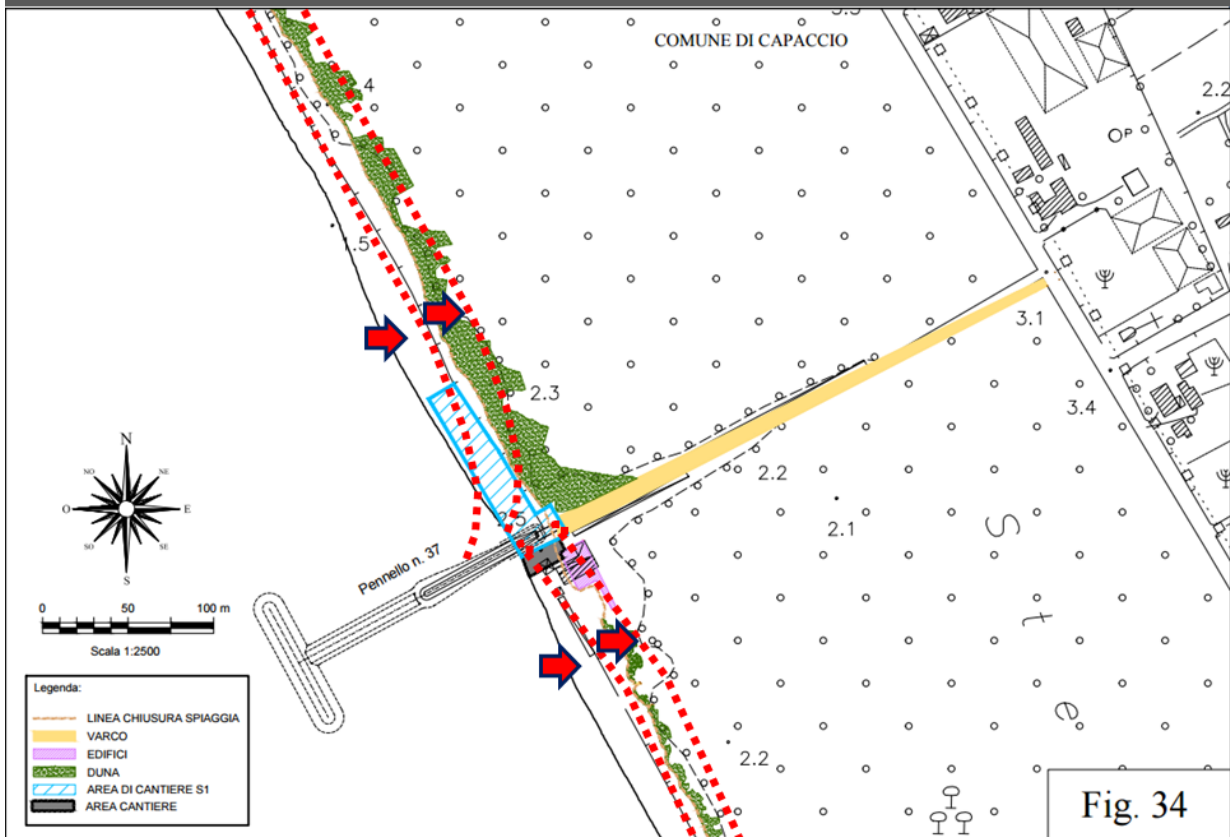 COMUNE DI CAPACCIO
4
2.2
P
1.5
3.1
2.3
3.4
2.2
2.1
2.5
S
t
e
2.2
Pennello n. 37
N
NO
NE
O
E
SO
SE
S
0 50 100 m
Scala 1:2500
Legenda:
LINEA CHIUSURA SPIAGGIA
VARCO
EDIFICI
DUNA
AREA DI CANTIERE S1
AREA CANTIERE
Fig. 34